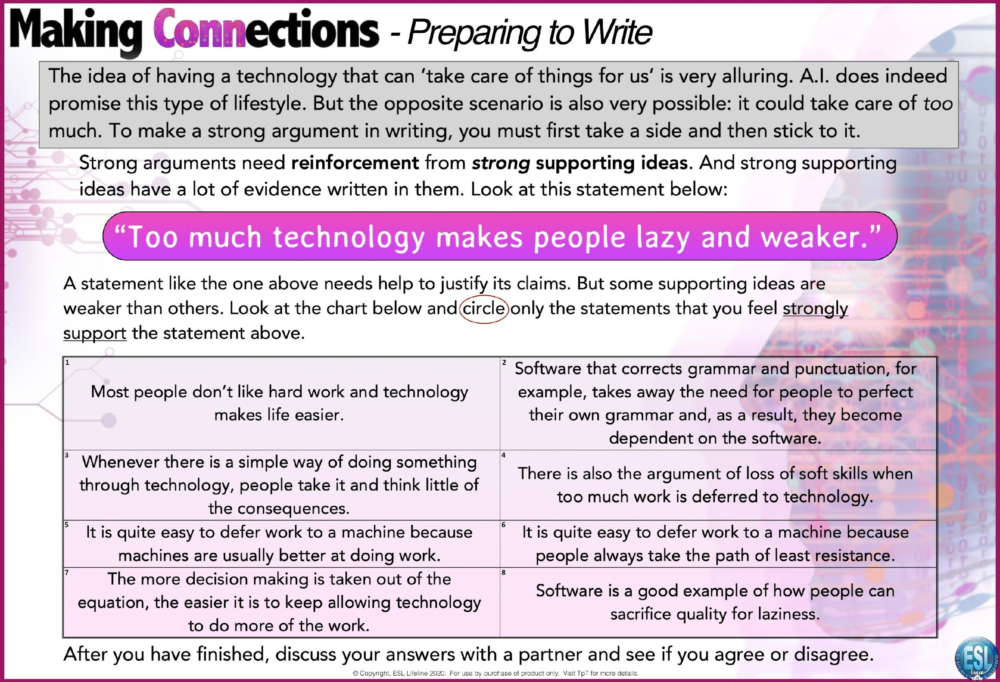 Making Connections - Preparing to Write
The idea of having a technology that can ‘take care of things for us‘ is very alluring. A.I. does indeed
promise this type of lifestyle. But the opposite scenario is also very possible: it could take care of too
much. To make a strong argument in writing, you must first take a side and then stick to it.
Strong arguments need reinforcement from strong supporting ideas. And strong supporting
ideas have a lot of evidence written in them. Look at this statement below:
“Too much technology makes people lazy and weaker.”
A statement like the one above needs help to justify its claims. But some supporting ideas are
weaker than others. Look at the chart below and circle only the statements that you feel strongly
support the statement above.
1
Most people don’t like hard work and technology
makes life easier.
2
Software that corrects grammar and punctuation, for
example, takes away the need for people to perfect
their own grammar and, as a result, they become
dependent on the software.
3
Whenever there is a simple way of doing something
through technology, people take it and think little of
the consequences.
4
There is also the argument of loss of soft skills when
too much work is deferred to technology.
5
It is quite easy to defer work to a machine because
machines are usually better at doing work.
6
It is quite easy to defer work to a machine because
people always take the path of least resistance.
7
The more decision making is taken out of the
equation, the easier it is to keep allowing technology
to do more of the work.
8
Software is a good example of how people can
sacrifice quality for laziness.
After you have finished, discuss your answers with a partner and see if you agree or disagree.
© Copyright, ESL Lifeline 2020. For use by purchase of product only. Visit TpT for more details.
LESSONS
ESL
LifeLine
RESOURCES
MATERIALS